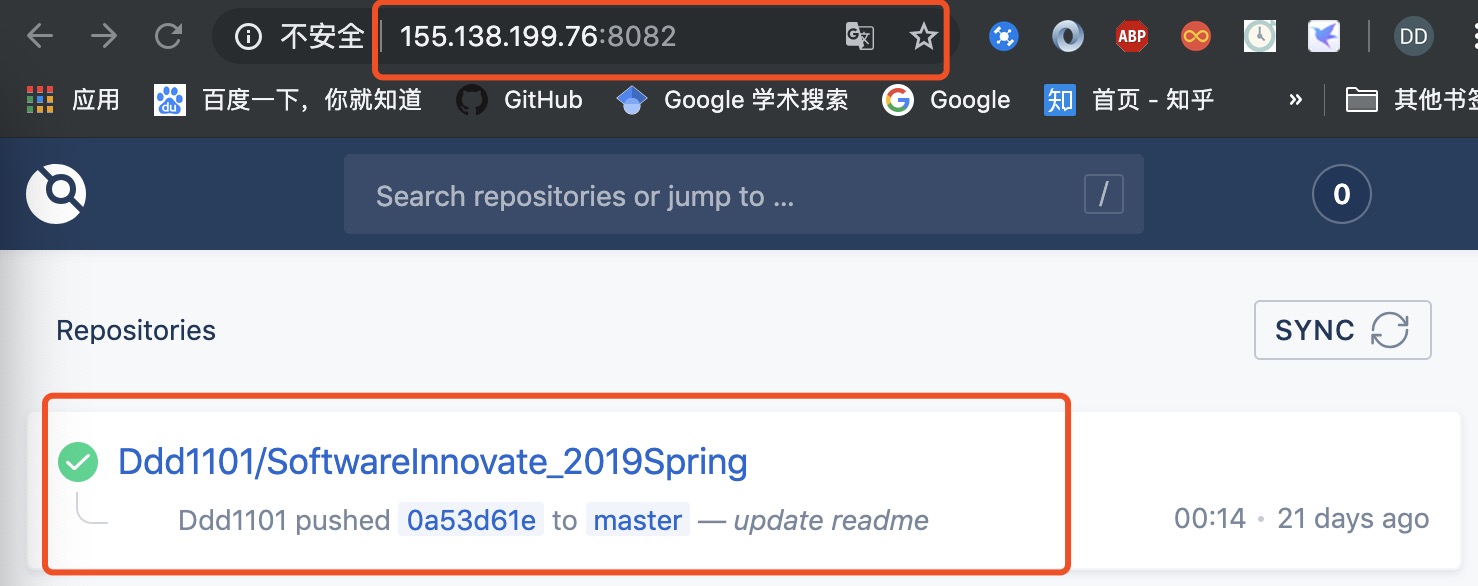 不安全 155.138.199.76:8082 ABP DD
应用 du 百度一下，你就知道 GitHub Google 学术搜索 G Google 知 首页 - 知乎 » 其他书签
Search repositories or jump to ... / 0
Repositories SYNC
Ddd1101/SoftwareInnovate_2019Spring
Ddd1101 pushed 0a53d61e to master — update readme 00:14 • 21 days ago